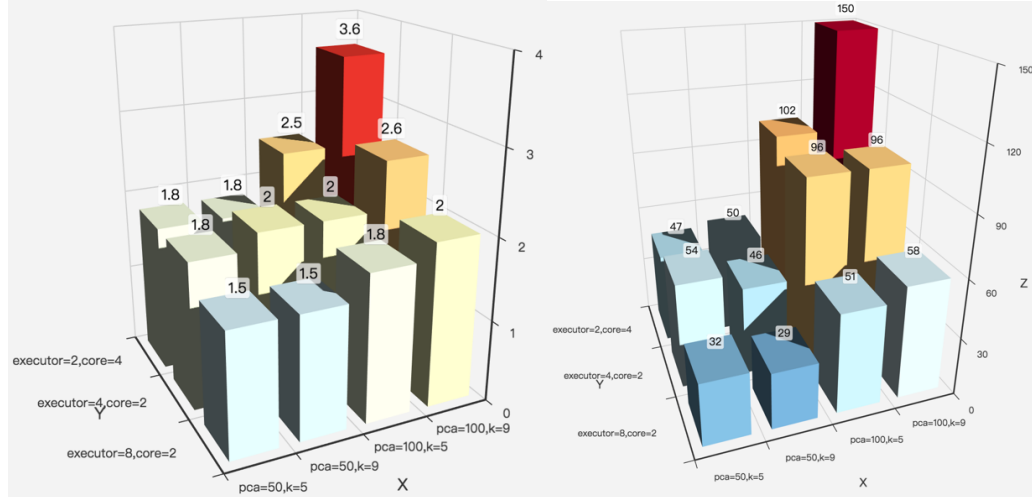 3.6
4
2.5
2.6
3
1.8
1.8
2
2
2
1.8
1.8
2
1.5
1.5
1
executor=2,core=4
executor=4,core=2
Y
0
executor=8,core=2
pca=100,k=9
pca=100,k=5
pca=50,k=9
pca=50,k=5
X
150
150
102
96
96
120
47
50
90
54
46
58
51
Z
60
executor=2,core=4
32
29
30
executor=4,core=2
Y
0
executor=8,core=2
pca=100,k=9
pca=100,k=5
pca=50,k=9
pca=50,k=5
X